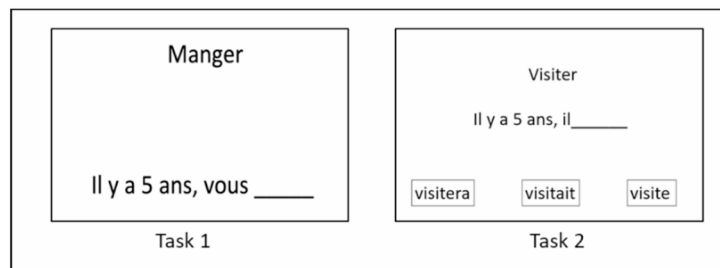 Manger
Il y a 5 ans, vous _____
Task 1
Visiter
Il y a 5 ans, il______
visitera visitait visite
Task 2